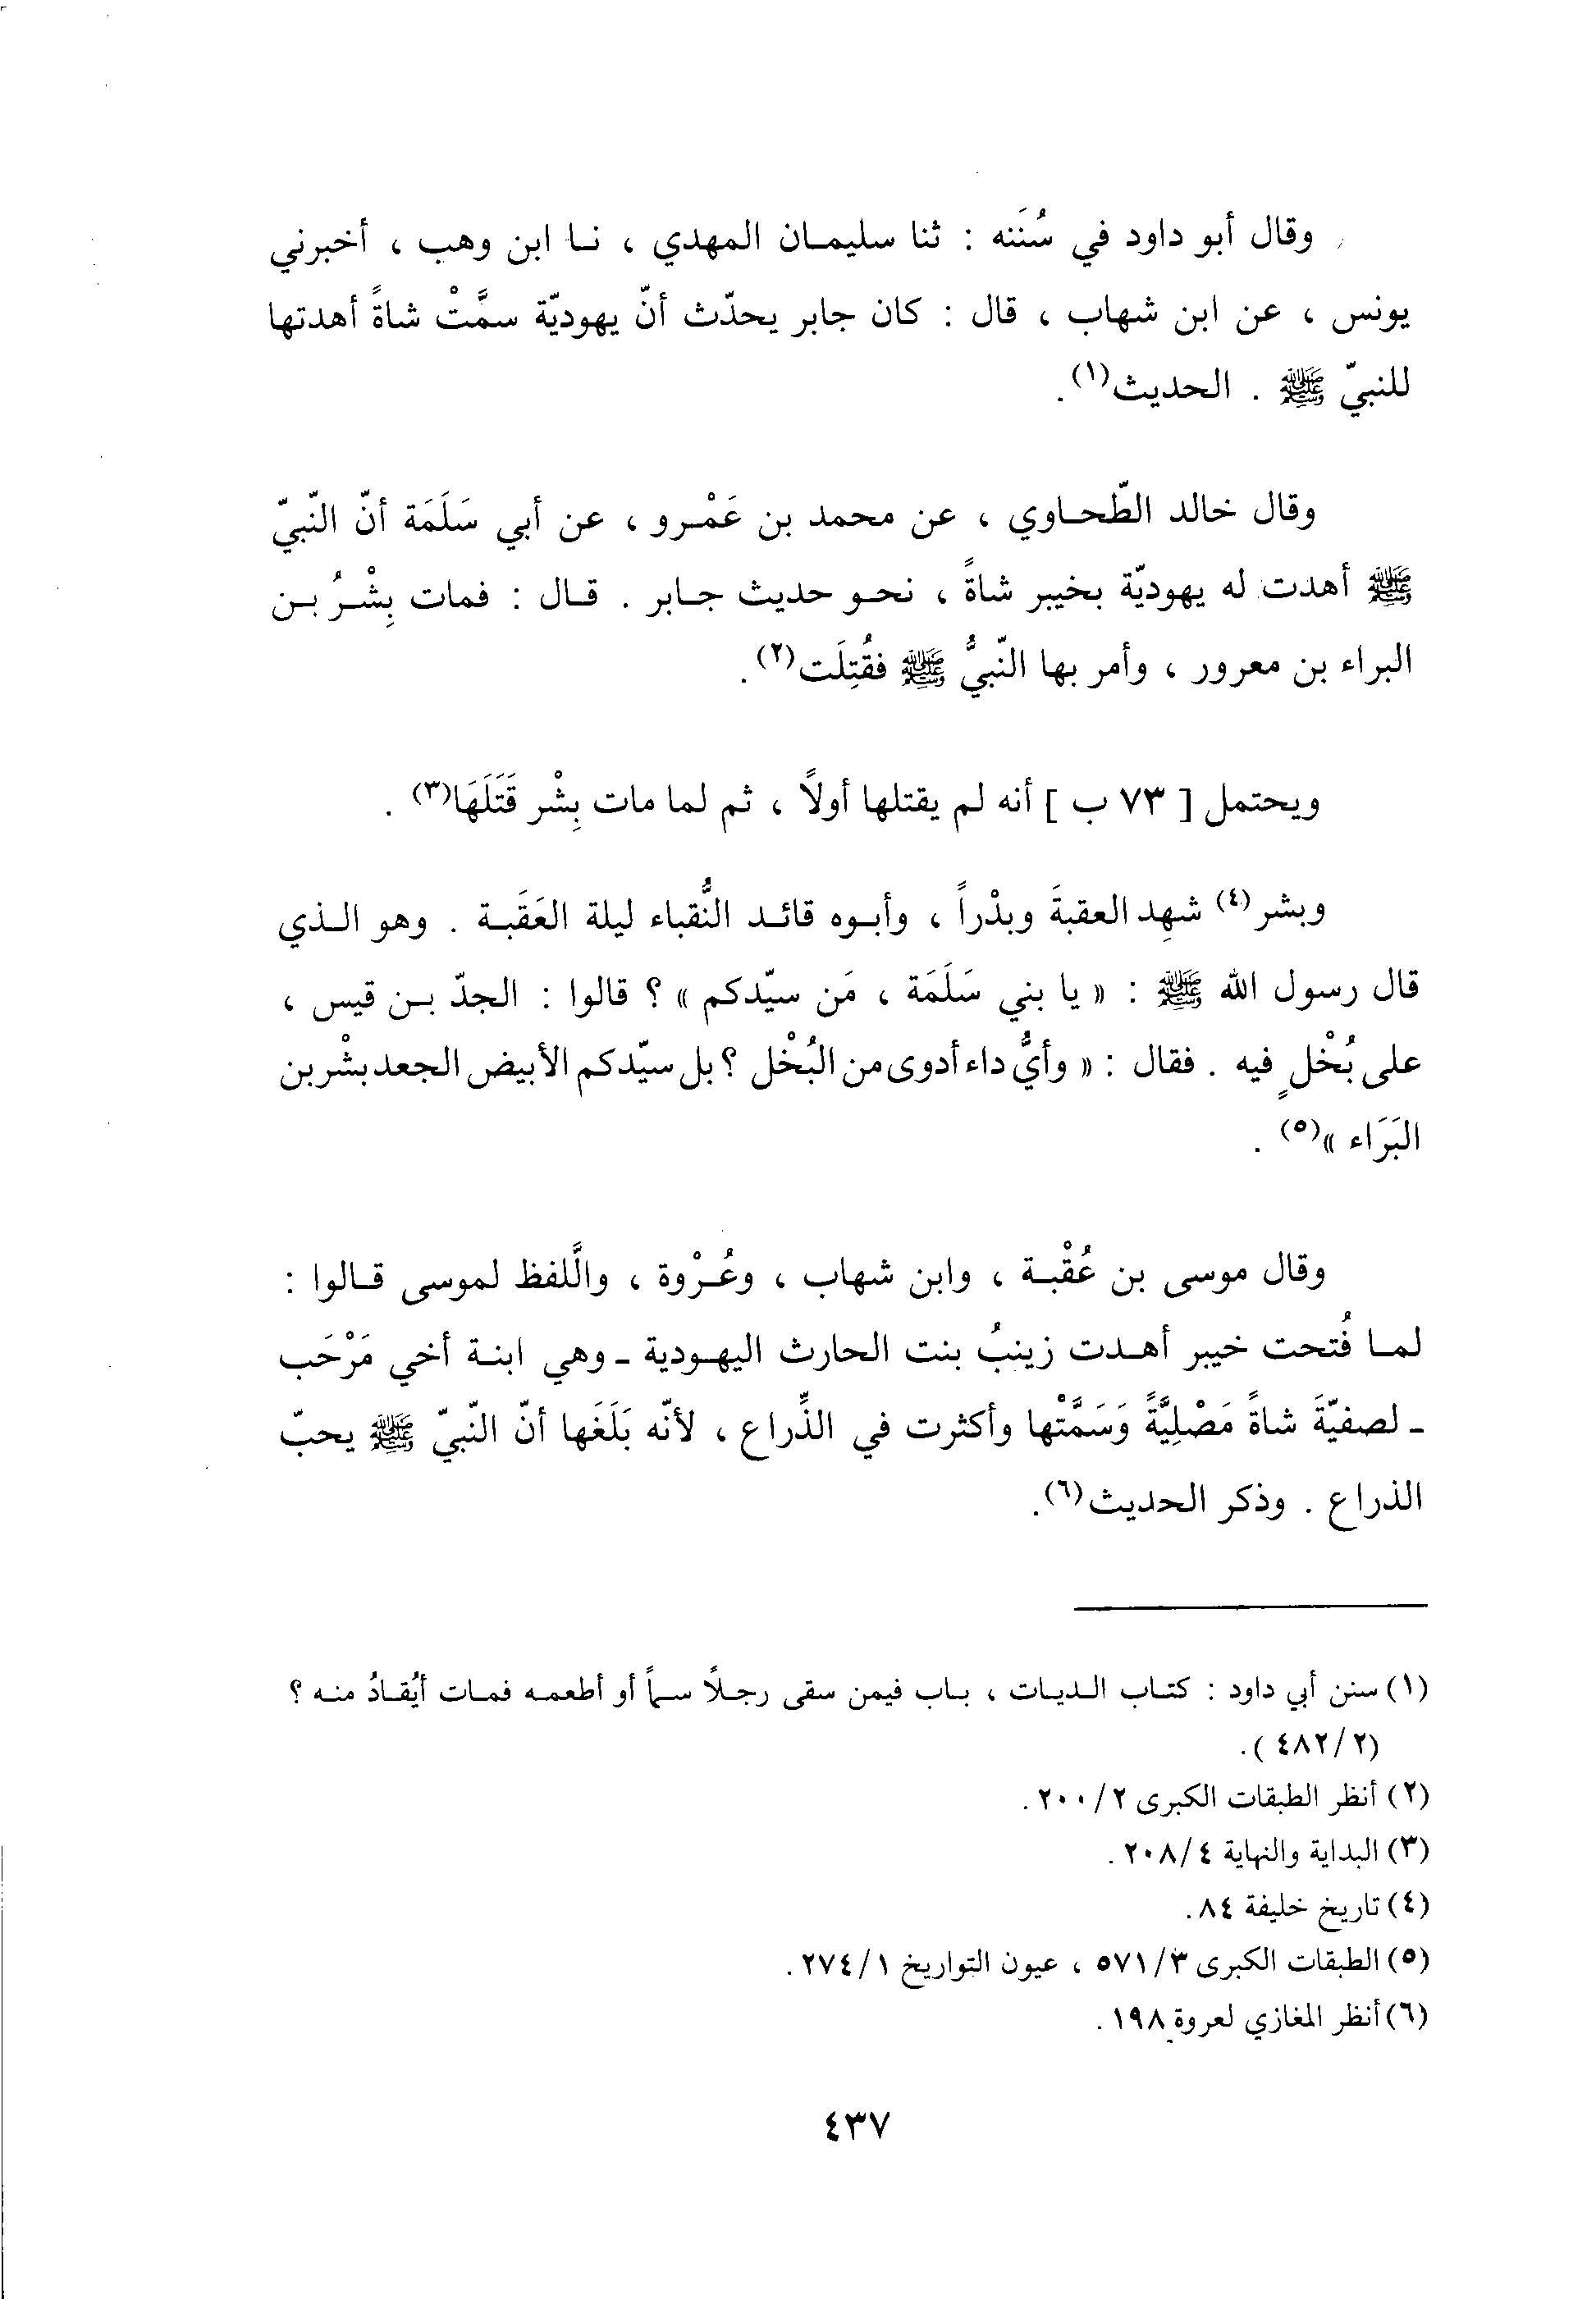 وقال أبو داود في سُنَنه : ثنا سليمان المهدي ، نا ابن وهب ، أخبرني
يونس ، عن ابن شهاب ، قال : كان جابر يحدّث أنّ يهوديّة سمَّتْ شاةً أهدتها
للنبيّ ﷺ . الحديث(١).
وقال خالد الطّحاوي ، عن محمد بن عَمْرو ، عن أبي سَلَمَة أنّ النّبيّ
ﷺ أهدت له يهوديّة بخيبر شاةً ، نحو حديث جابر . قال : فمات بِشْرُ بن
البراء بن معرور ، وأمر بها النّبيُّ ﷺ فقُتِلَت(٢).
ويحتمل [ ٧٣ ب ] أنه لم يقتلها أولاً ، ثم لما مات بِشْر قَتَلَهَا(٣) .
وبشر(٤) شهِد العقبةَ وبدْراً ، وأبوه قائد النُّقباء ليلة العَقَبة . وهو الذي
قال رسول الله ﷺ : « يا بني سَلَمَة ، مَن سيّدكم » ؟ قالوا : الجدّ بن قيس ،
على بُخْلٍ فيه . فقال : « وأيُّ داء أدوى من البُخْل ؟ بل سيّدكم الأبيض الجعد بشْر بن
البَرَاء »(٥) .
وقال موسى بن عُقْبة ، وابن شهاب ، وعُرْوة ، والَّلفظ لموسى قالوا :
لما فُتحت خيبر أهدت زينبُ بنت الحارث اليهودية ـ وهي ابنة أخي مَرْحَب
ـ لصفيّةَ شاةً مَصْلِيَّةً وَسَمَّتْها وأكثرت في الذِّراع ، لأنّه بَلَغَها أنّ النّبيّ ﷺ يحبّ
الذراع . وذكر الحديث(٦).
(١) سنن أبي داود : كتاب الديات ، باب فيمن سقى رجلاً سماً أو أطعمه فمات أيُقادُ منه ؟
(٤٨٢/٢ ).
(٢) أنظر الطبقات الكبرى ٢٠٠/٢ .
(٣) البداية والنهاية ٢٠٨/٤ .
(٤) تاريخ خليفة ٨٤ .
(٥) الطبقات الكبرى ٥٧١/٣ ، عيون التواريخ ٢٧٤/١ .
(٦) أنظر المغازي لعروة ١٩٨ .
٤٣٧